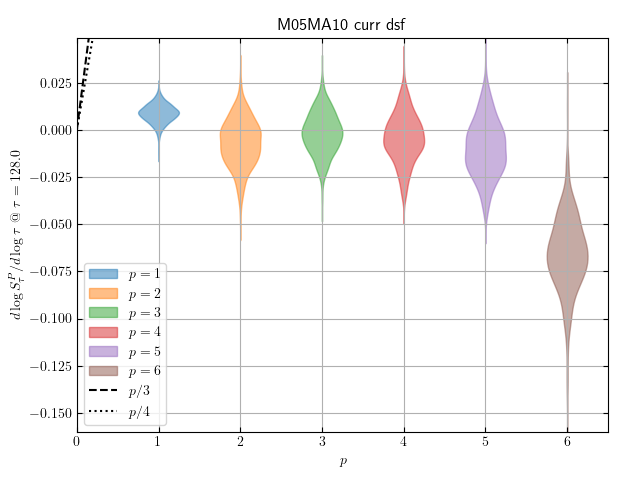 M05MA10 curr dsf
d log S_τ^P / d log τ @ τ = 128.0
0.025
0.000
−0.025
−0.050
−0.075
−0.100
−0.125
−0.150
p = 1
p = 2
p = 3
p = 4
p = 5
p = 6
p/3
p/4
0 1 2 3 4 5 6
p